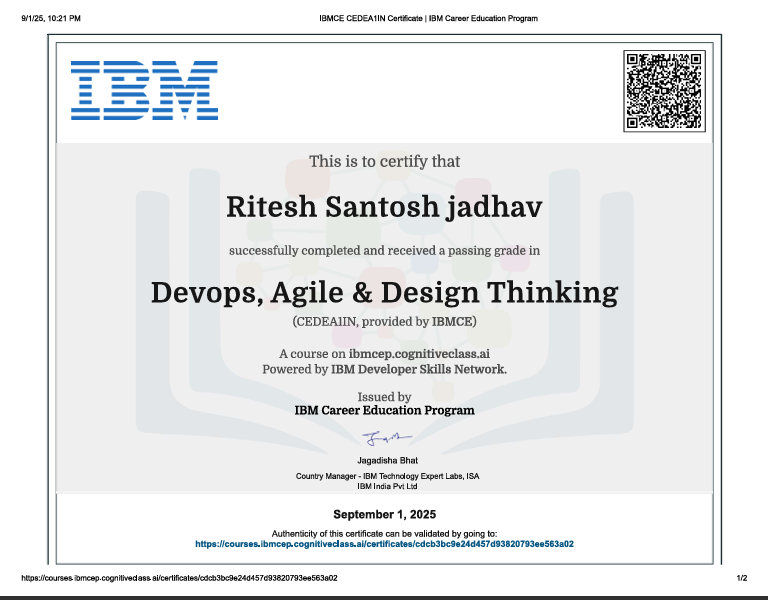 9/1/25, 10:21 PM
IBMCE CEDEA1IN Certificate | IBM Career Education Program
IBM
This is to certify that
Ritesh Santosh jadhav
successfully completed and received a passing grade in
Devops, Agile & Design Thinking
(CEDEA1IN, provided by IBMCE)
A course on ibmcep.cognitiveclass.ai
Powered by IBM Developer Skills Network.
Issued by
IBM Career Education Program
Jagadisha Bhat
Country Manager - IBM Technology Expert Labs, ISA
IBM India Pvt Ltd
September 1, 2025
Authenticity of this certificate can be validated by going to:
https://courses.ibmcep.cognitiveclass.ai/certificates/cdcb3bc9e24d457d93820793ee563a02
https://courses.ibmcep.cognitiveclass.ai/certificates/cdcb3bc9e24d457d93820793ee563a02
1/2